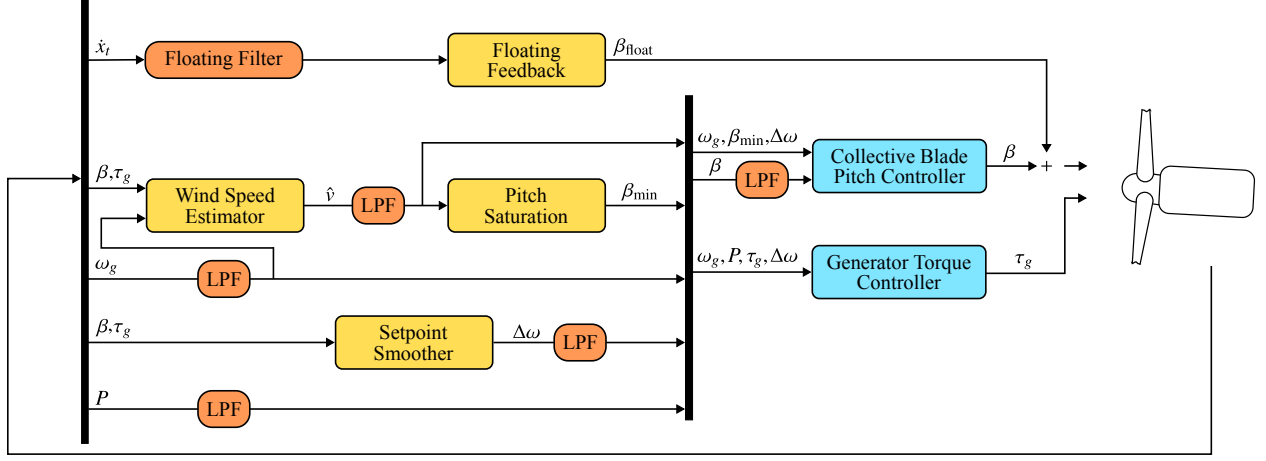 ẋₜ
Floating Filter
Floating
Feedback
β_float
β,τ_g
Wind Speed
Estimator
v̂
LPF
Pitch
Saturation
β_min
ω_g
LPF
β,τ_g
Setpoint
Smoother
Δω
LPF
P
LPF
ω_g, β_min, Δω
β
LPF
Collective Blade
Pitch Controller
β
+
ω_g, P, τ_g, Δω
Generator Torque
Controller
τ_g